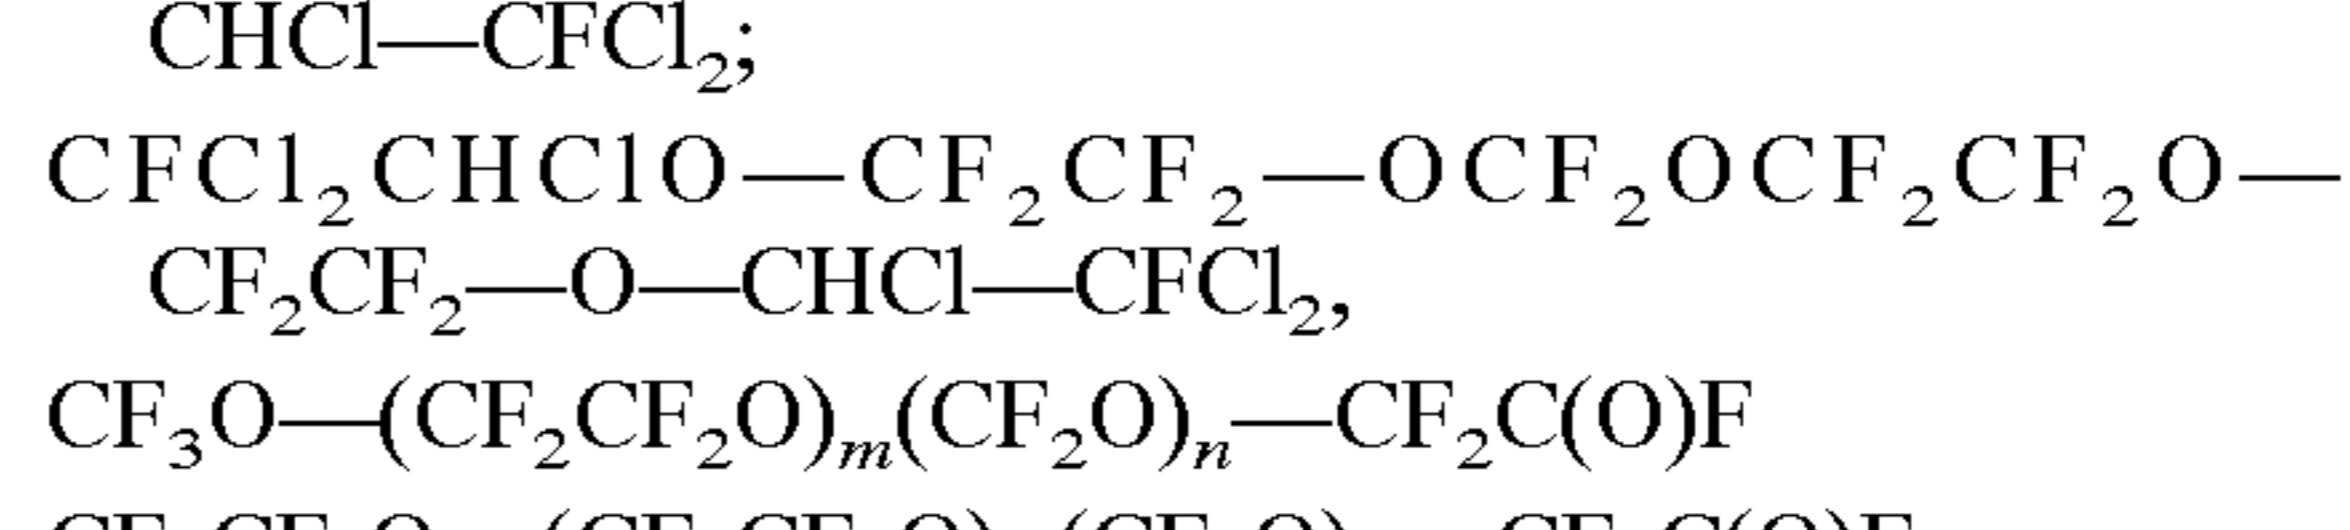 CHCl—CFCl₂;
CFCl₂CHClO—CF₂CF₂—OCF₂OCF₂CF₂O—
CF₂CF₂—O—CHCl—CFCl₂,
CF₃O—(CF₂CF₂O)ₘ(CF₂O)ₙ—CF₂C(O)F